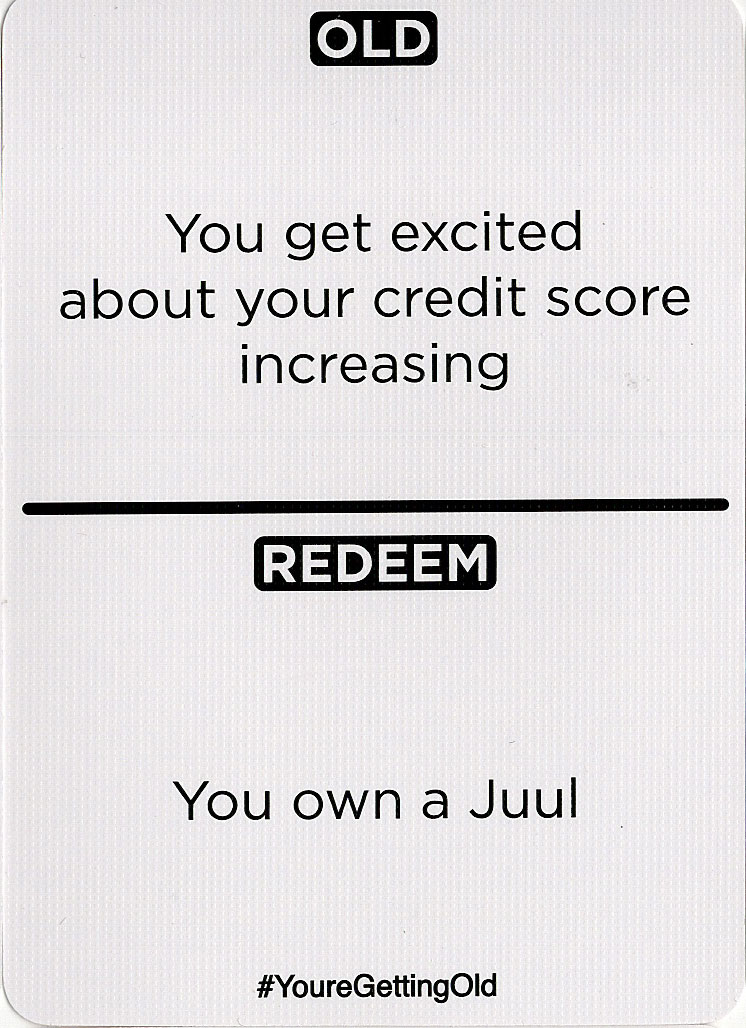 OLD
You get excited
about your credit score
increasing
REDEEM
You own a Juul
#YoureGettingOld